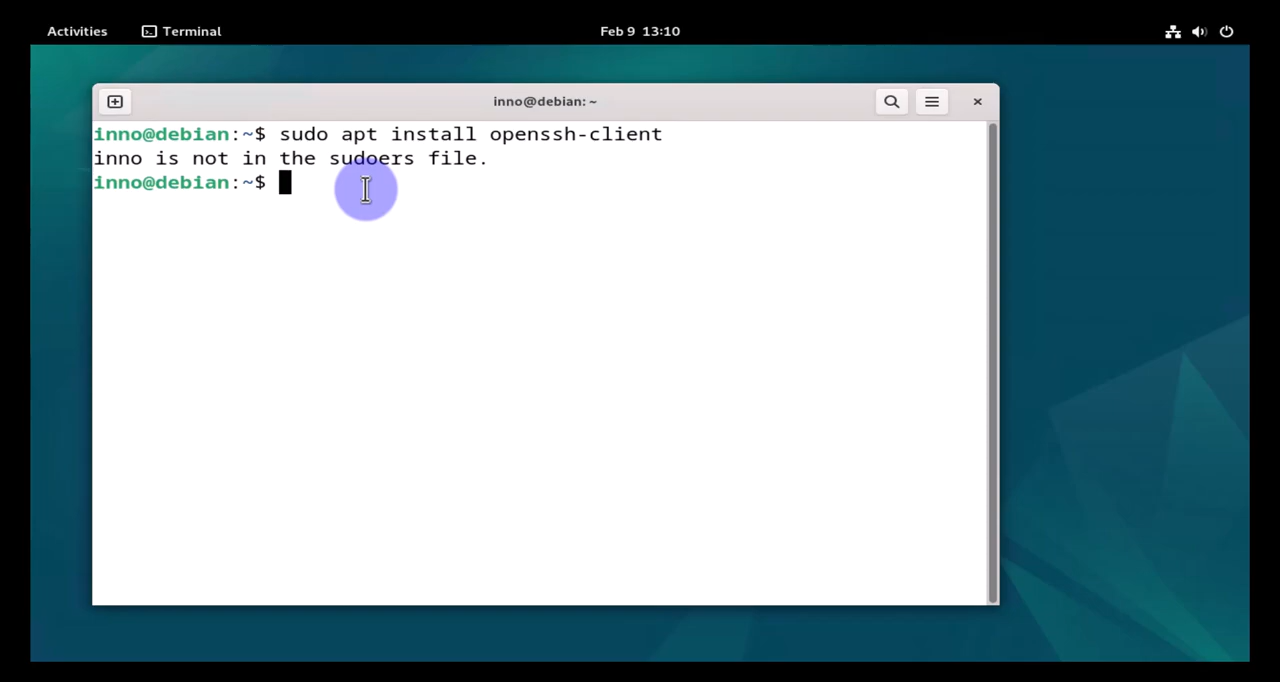 Activities Terminal Feb 9 13:10
inno@debian: ~
inno@debian:~$ sudo apt install openssh-client
inno is not in the sudoers file.
inno@debian:~$